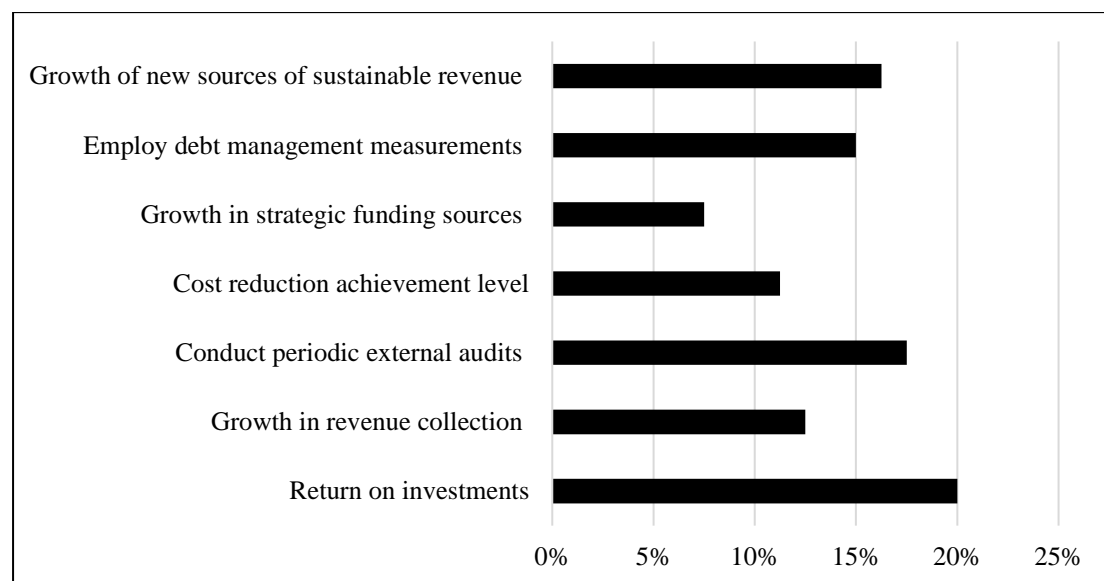 Growth of new sources of sustainable revenue
Employ debt management measurements
Growth in strategic funding sources
Cost reduction achievement level
Conduct periodic external audits
Growth in revenue collection
Return on investments
0% 5% 10% 15% 20% 25%